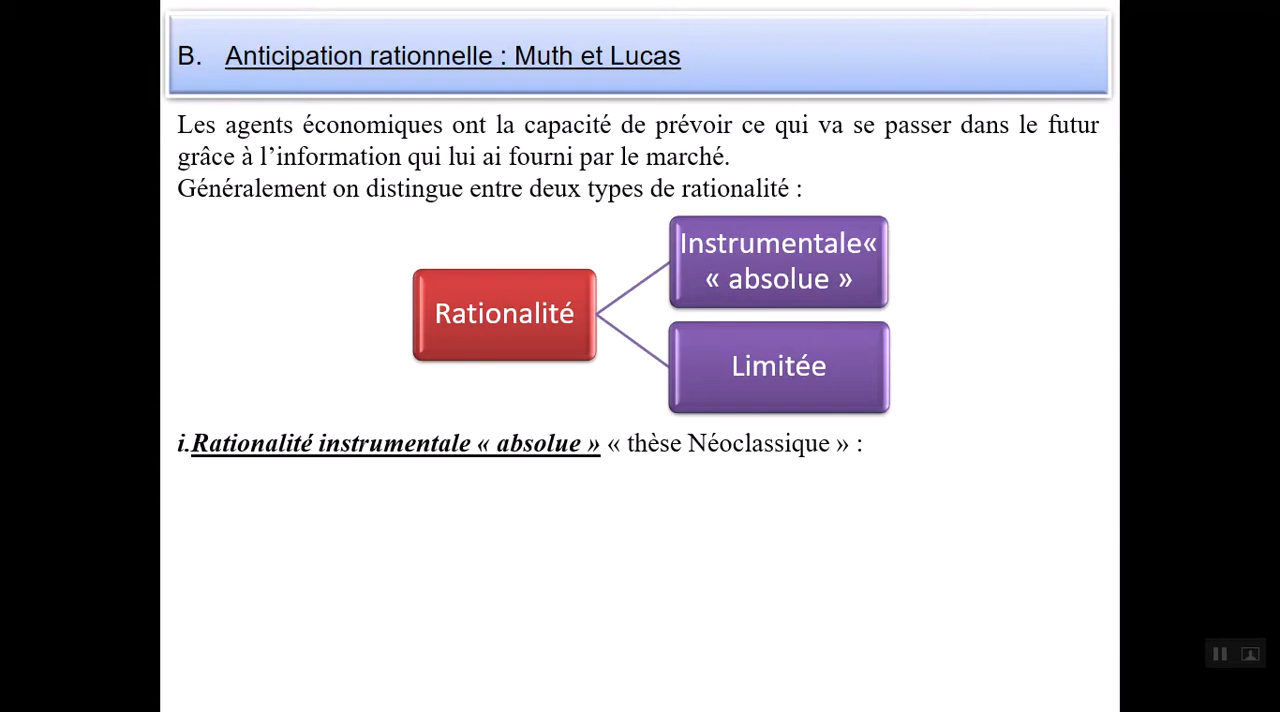 B. Anticipation rationnelle : Muth et Lucas
Les agents économiques ont la capacité de prévoir ce qui va se passer dans le futur
grâce à l’information qui lui ai fourni par le marché.
Généralement on distingue entre deux types de rationalité :
Instrumentale«
« absolue »
Rationalité
Limitée
i.Rationalité instrumentale « absolue » « thèse Néoclassique » :